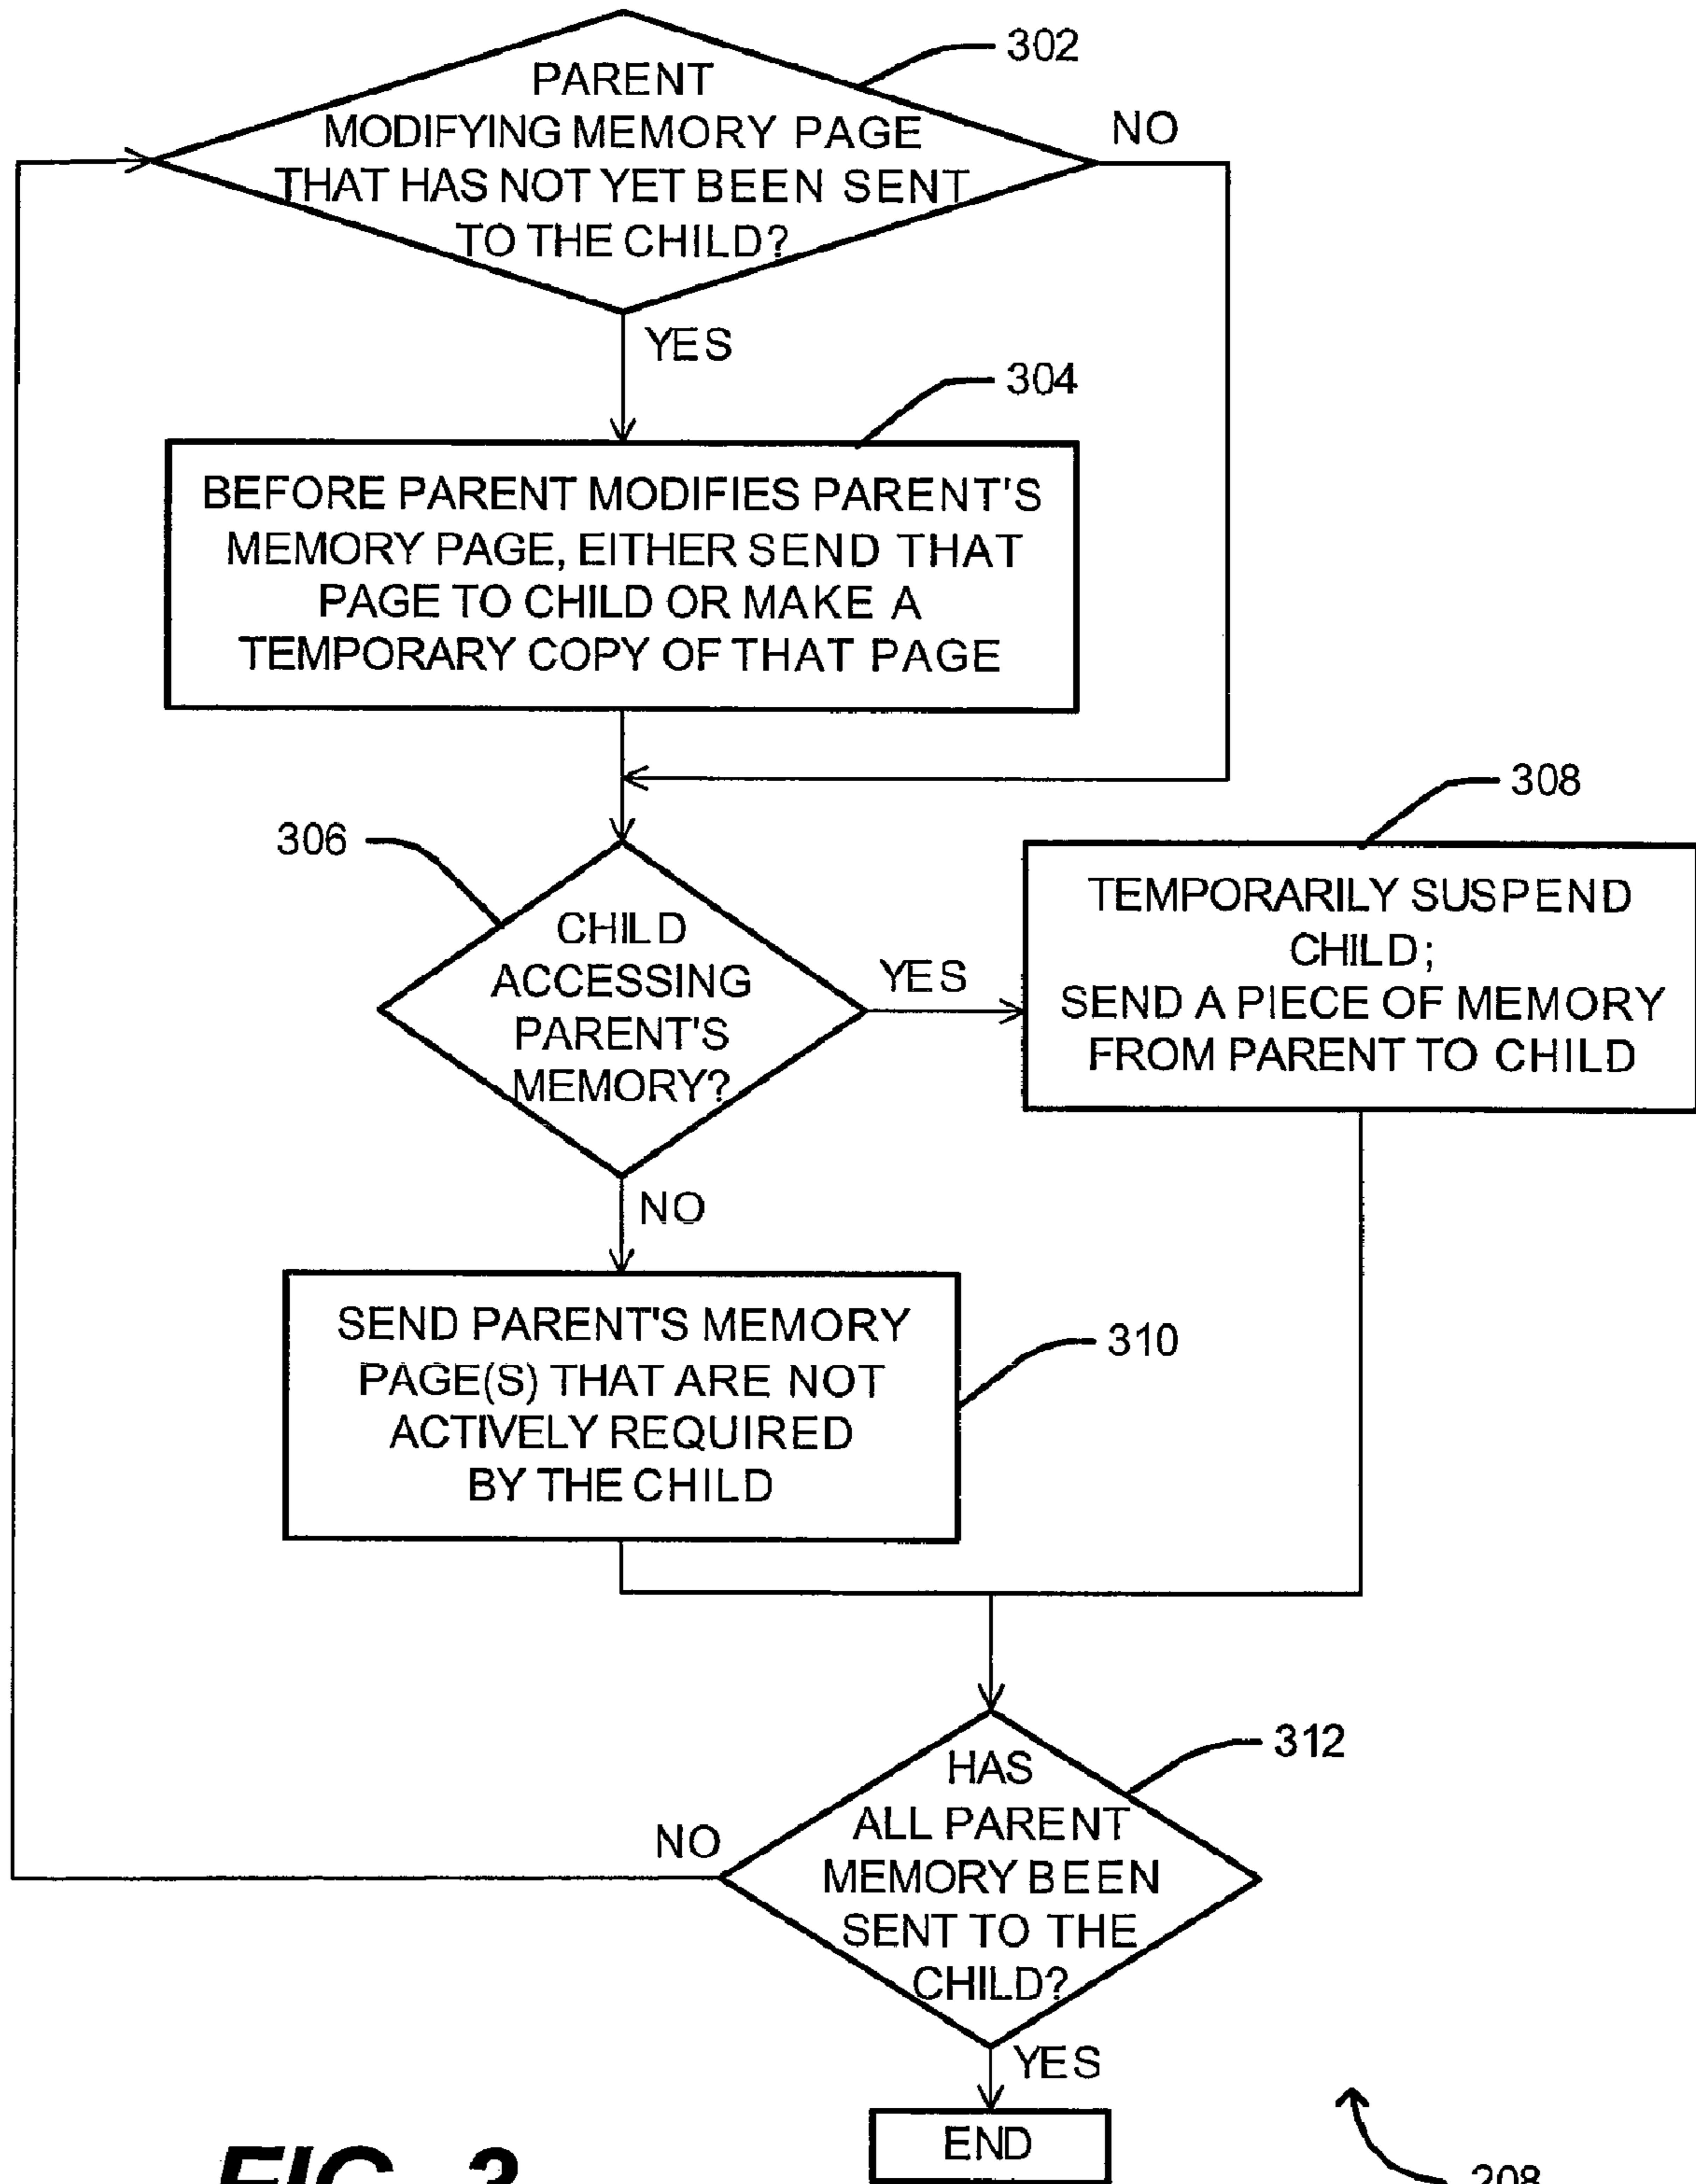 302
PARENT
MODIFYING MEMORY PAGE
THAT HAS NOT YET BEEN SENT
TO THE CHILD?
NO
YES
304
BEFORE PARENT MODIFIES PARENT'S
MEMORY PAGE, EITHER SEND THAT
PAGE TO CHILD OR MAKE A
TEMPORARY COPY OF THAT PAGE
306
CHILD
ACCESSING
PARENT'S
MEMORY?
YES
308
TEMPORARILY SUSPEND
CHILD;
SEND A PIECE OF MEMORY
FROM PARENT TO CHILD
NO
SEND PARENT'S MEMORY
PAGE(S) THAT ARE NOT
ACTIVELY REQUIRED
BY THE CHILD
310
312
HAS
ALL PARENT
MEMORY BEEN
SENT TO THE
CHILD?
NO
YES
END
FIG. 3
208